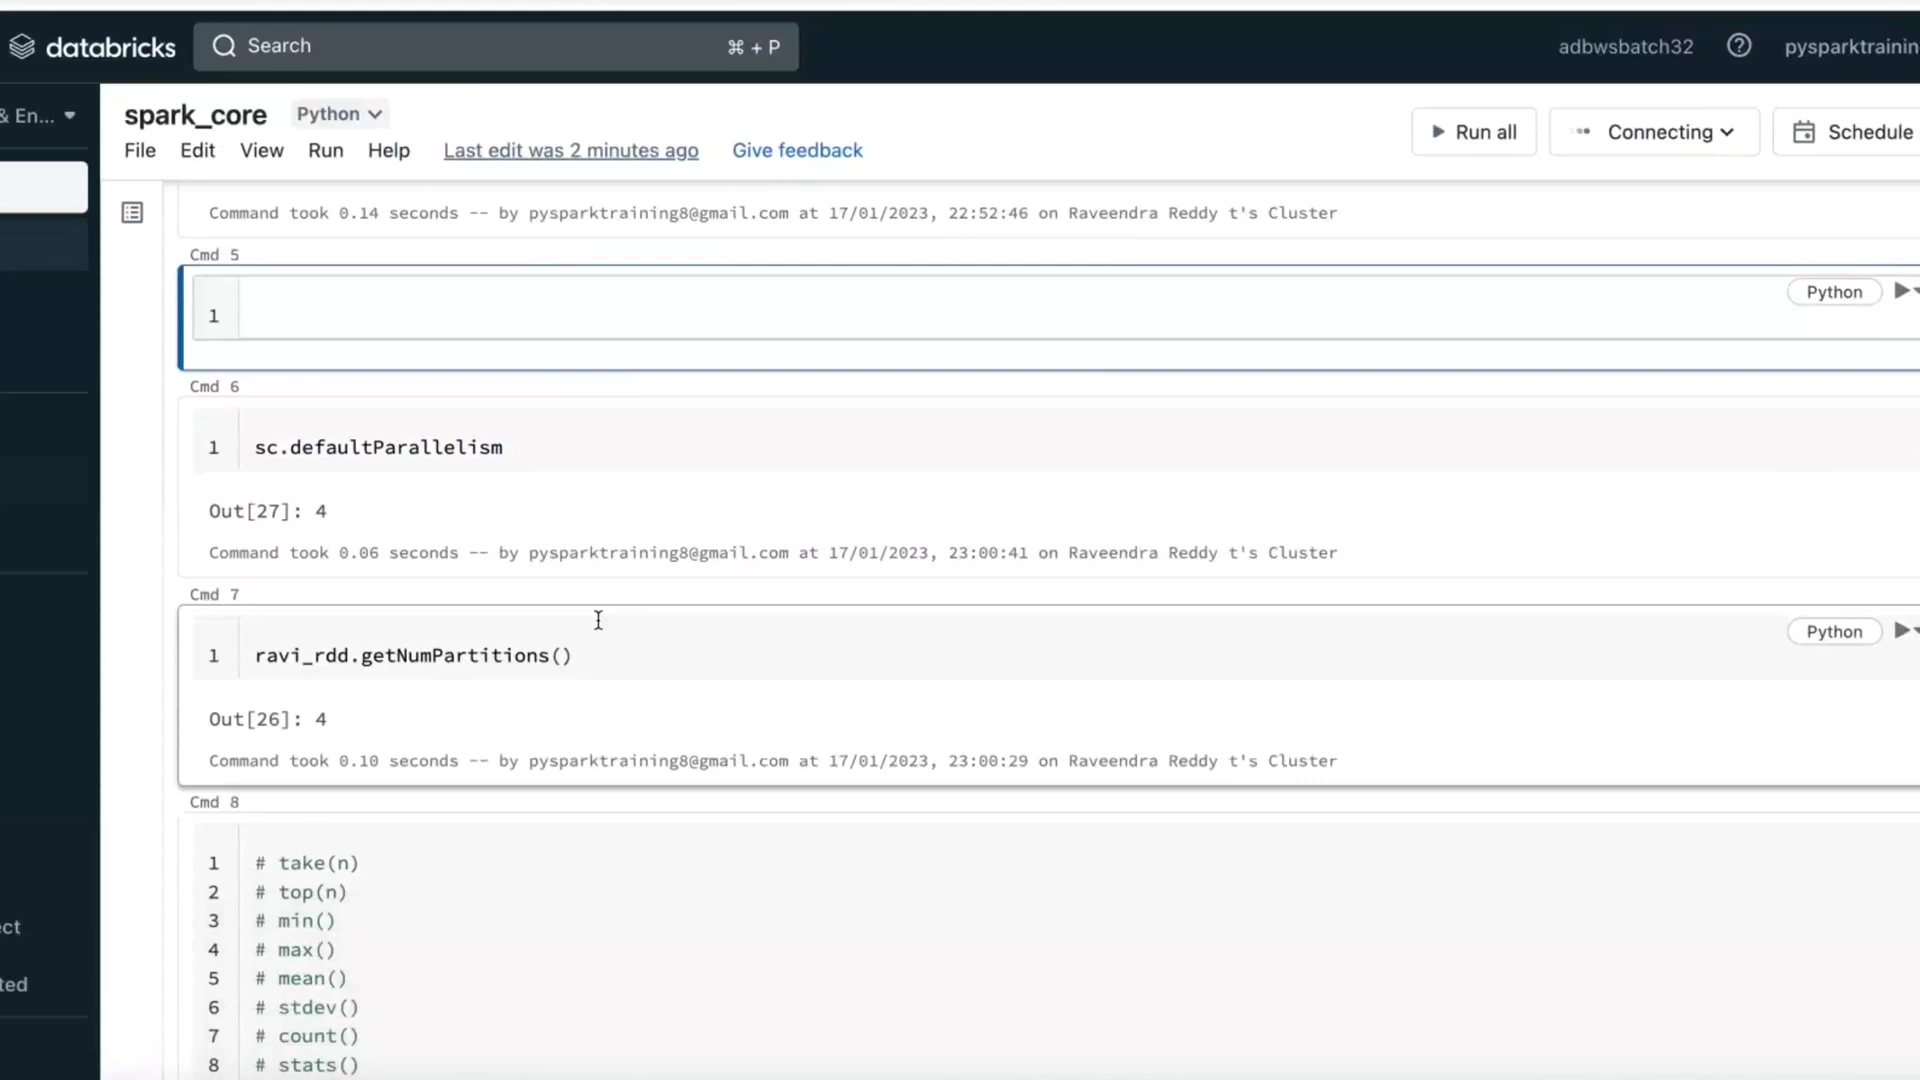 databricks
Search
⌘ + P
adbwsbatch32
pysparktrainin
& En...
spark_core
Python
File
Edit
View
Run
Help
Last edit was 2 minutes ago
Give feedback
Run all
Connecting
Schedule
Command took 0.14 seconds -- by pysparktraining8@gmail.com at 17/01/2023, 22:52:46 on Raveendra Reddy t's Cluster
Cmd 5
Python
1
Cmd 6
1 sc.defaultParallelism
Out[27]: 4
Command took 0.06 seconds -- by pysparktraining8@gmail.com at 17/01/2023, 23:00:41 on Raveendra Reddy t's Cluster
Cmd 7
Python
1 ravi_rdd.getNumPartitions()
Out[26]: 4
Command took 0.10 seconds -- by pysparktraining8@gmail.com at 17/01/2023, 23:00:29 on Raveendra Reddy t's Cluster
Cmd 8
1 # take(n)
2 # top(n)
3 # min()
4 # max()
5 # mean()
6 # stdev()
7 # count()
8 # stats()
ect
ted